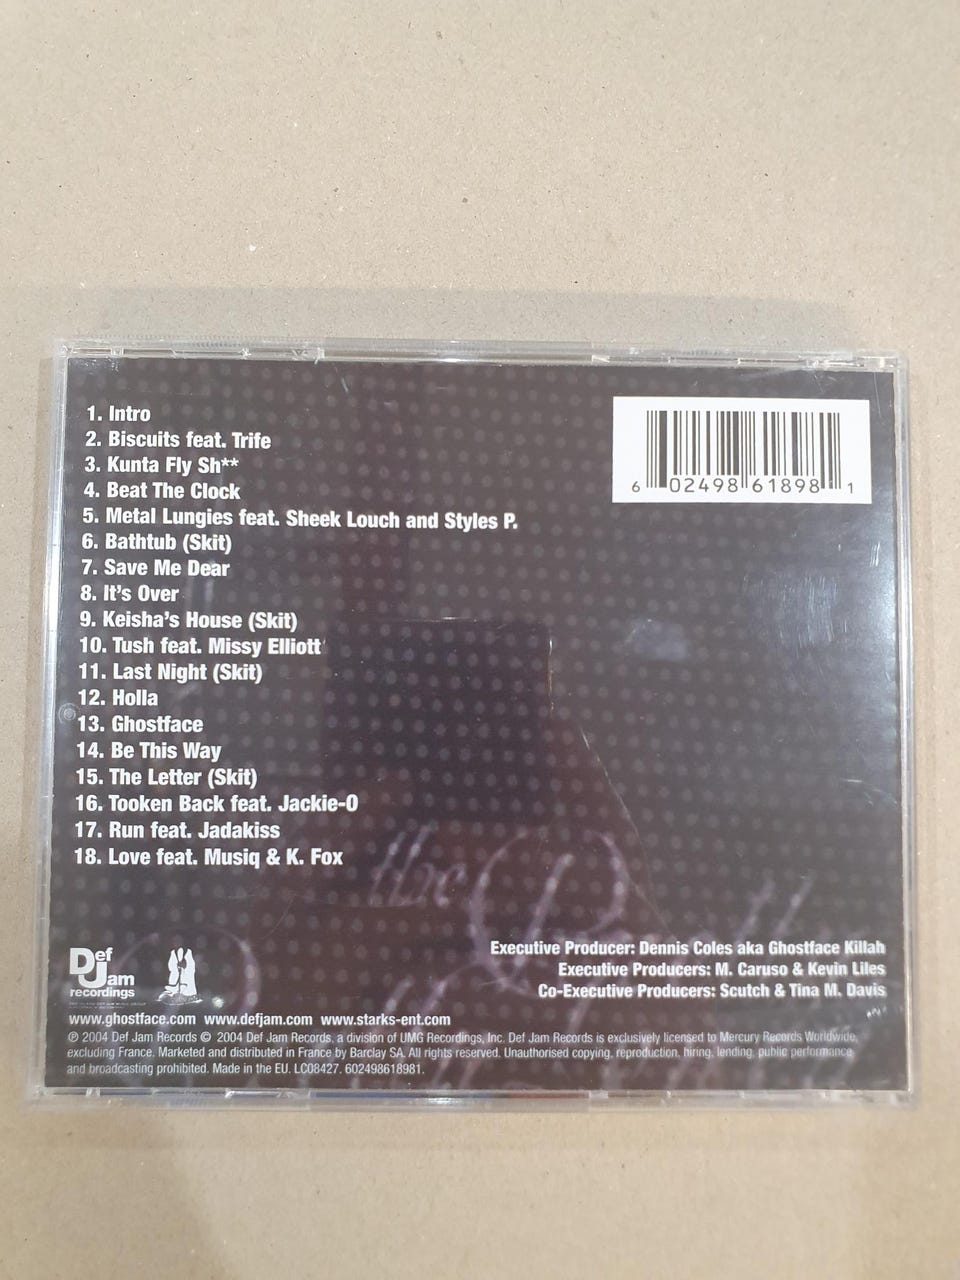 1. Intro
2. Biscuits feat. Trife
3. Kunta Fly Sh**
4. Beat The Clock
5. Metal Lungies feat. Sheek Louch and Styles P.
6. Bathtub (Skit)
7. Save Me Dear
8. It's Over
9. Keisha's House (Skit)
10. Tush feat. Missy Elliott
11. Last Night (Skit)
12. Holla
13. Ghostface
14. Be This Way
15. The Letter (Skit)
16. Tooken Back feat. Jackie-O
17. Run feat. Jadakiss
18. Love feat. Musiq & K. Fox
6 02498 61898 1
the
Executive Producer: Dennis Coles aka Ghostface Killah
Executive Producers: M. Caruso & Kevin Liles
Co-Executive Producers: Scutch & Tina M. Davis
Def
Jam
recordings
www.ghostface.com www.defjam.com www.starks-ent.com
℗ 2004 Def Jam Records © 2004 Def Jam Records, a division of UMG Recordings, Inc. Def Jam Records is exclusively licensed to Mercury Records Worldwide,
excluding France. Marketed and distributed in France by Barclay SA. All rights reserved. Unauthorised copying, reproduction, hiring, lending, public performance
and broadcasting prohibited. Made in the EU. LC08427. 602498618981.